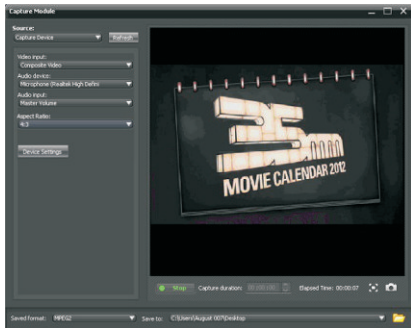 Capture Module
Source:
Capture Device
Refresh
Video input:
Composite Video
Audio device:
Microphone (Realtek High Defini
Audio input:
Master Volume
Aspect Ratio:
4:3
Device Settings
35mm
MOVIE CALENDAR 2012
Stop
Capture duration:
Elapsed Time: 00:00:07
Saved format:
MPEG2
Save to:
C:\Users\August 007\Desktop